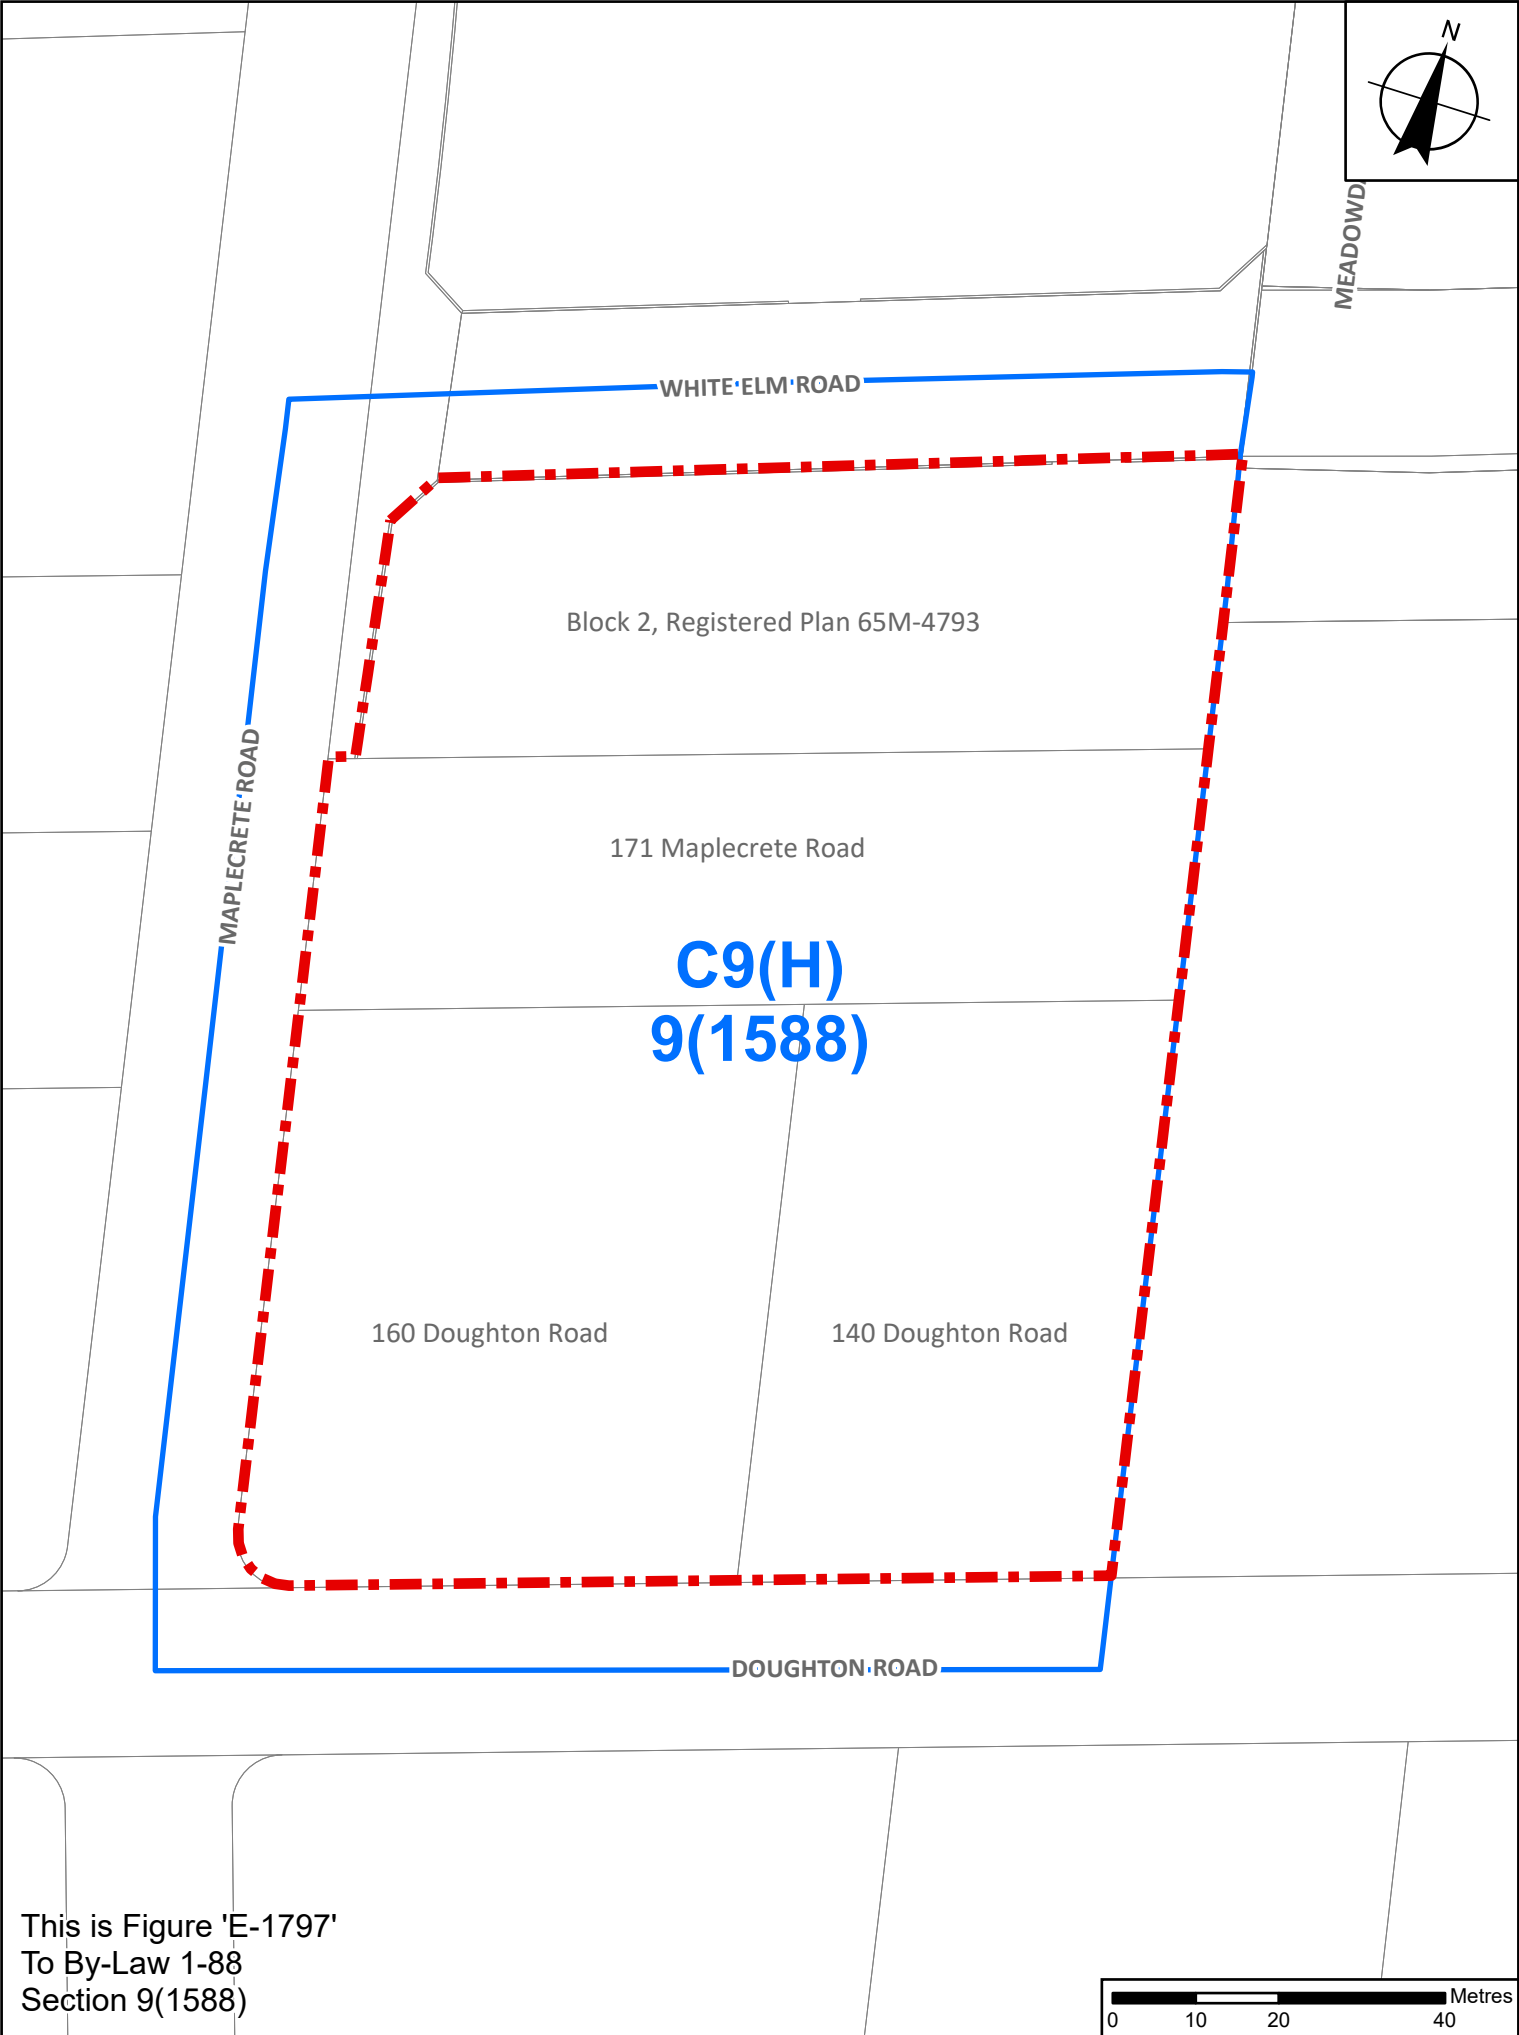 N
MEADOWD
WHITE ELM ROAD
Block 2, Registered Plan 65M-4793
MAPLECRETE ROAD
171 Maplecrete Road
C9(H)
9(1588)
160 Doughton Road
140 Doughton Road
DOUGHTON ROAD
This is Figure 'E-1797'
To By-Law 1-88
Section 9(1588)
Metres
0 10 20 40